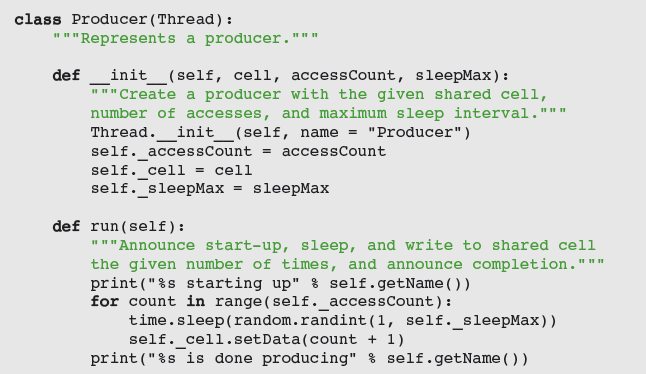 class Producer(Thread):
    """Represents a producer."""

    def __init__(self, cell, accessCount, sleepMax):
        """Create a producer with the given shared cell,
        number of accesses, and maximum sleep interval."""
        Thread.__init__(self, name = "Producer")
        self._accessCount = accessCount
        self._cell = cell
        self._sleepMax = sleepMax

    def run(self):
        """Announce start-up, sleep, and write to shared cell
        the given number of times, and announce completion."""
        print("%s starting up" % self.getName())
        for count in range(self._accessCount):
            time.sleep(random.randint(1, self._sleepMax))
            self._cell.setData(count + 1)
        print("%s is done producing" % self.getName())